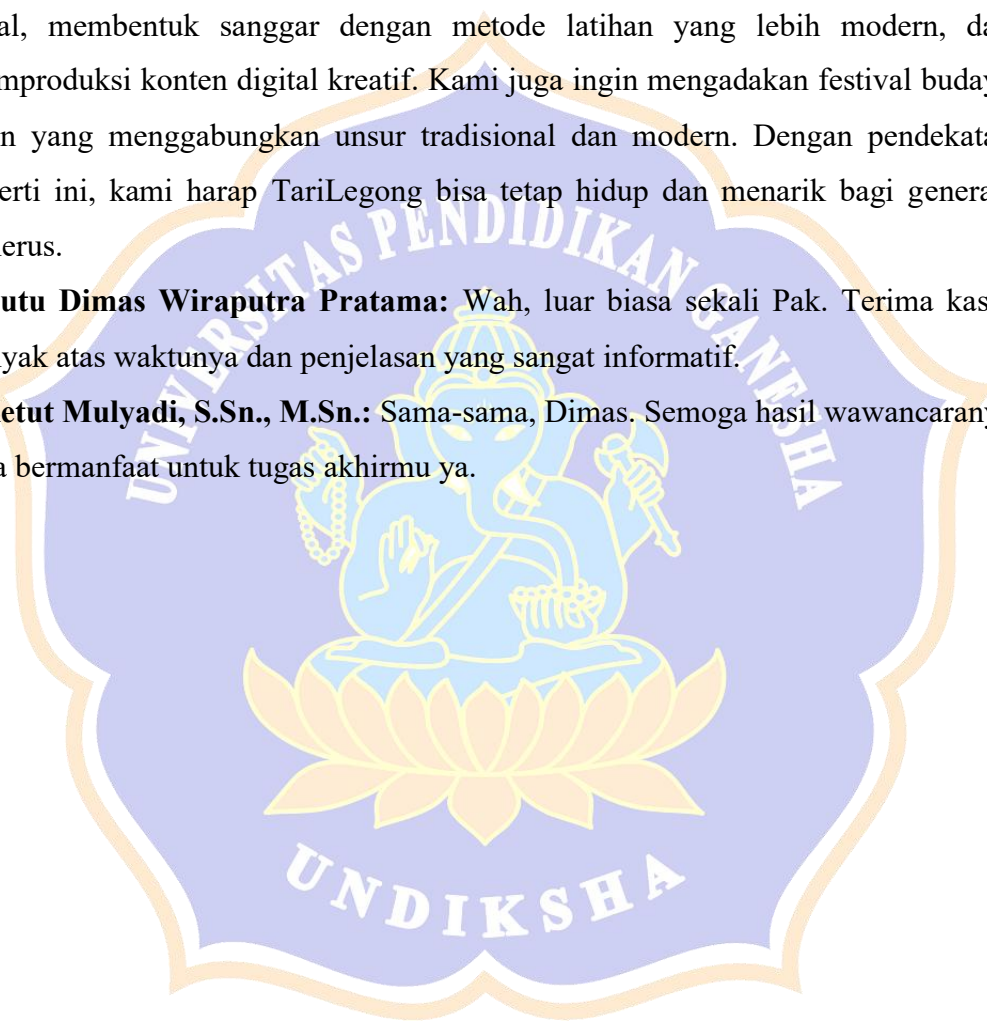 al, membentuk sanggar dengan metode latihan yang lebih modern, da
mproduksi konten digital kreatif. Kami juga ingin mengadakan festival buday
n yang menggabungkan unsur tradisional dan modern. Dengan pendekata
erti ini, kami harap TariLegong bisa tetap hidup dan menarik bagi genera
erus.
utu Dimas Wiraputra Pratama: Wah, luar biasa sekali Pak. Terima kas
yak atas waktunya dan penjelasan yang sangat informatif.
etut Mulyadi, S.Sn., M.Sn.: Sama-sama, Dimas. Semoga hasil wawancarany
a bermanfaat untuk tugas akhirmu ya.
UNIVERSITAS PENDIDIKAN GANESHA
UNDIKSHA